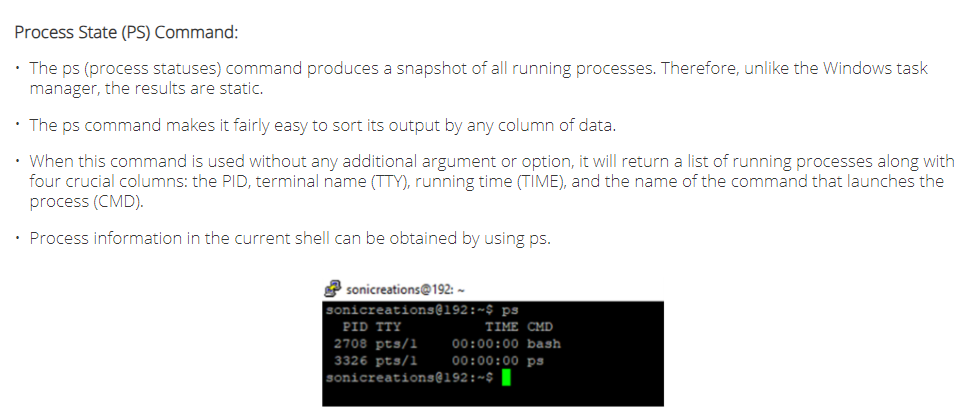 Process State (PS) Command:
• The ps (process statuses) command produces a snapshot of all running processes. Therefore, unlike the Windows task
manager, the results are static.
• The ps command makes it fairly easy to sort its output by any column of data.
• When this command is used without any additional argument or option, it will return a list of running processes along with
four crucial columns: the PID, terminal name (TTY), running time (TIME), and the name of the command that launches the
process (CMD).
• Process information in the current shell can be obtained by using ps.
sonicreations@192: ~
sonicreations@192:~$ ps
PID TTY TIME CMD
2708 pts/1 00:00:00 bash
3326 pts/1 00:00:00 ps
sonicreations@192:~$